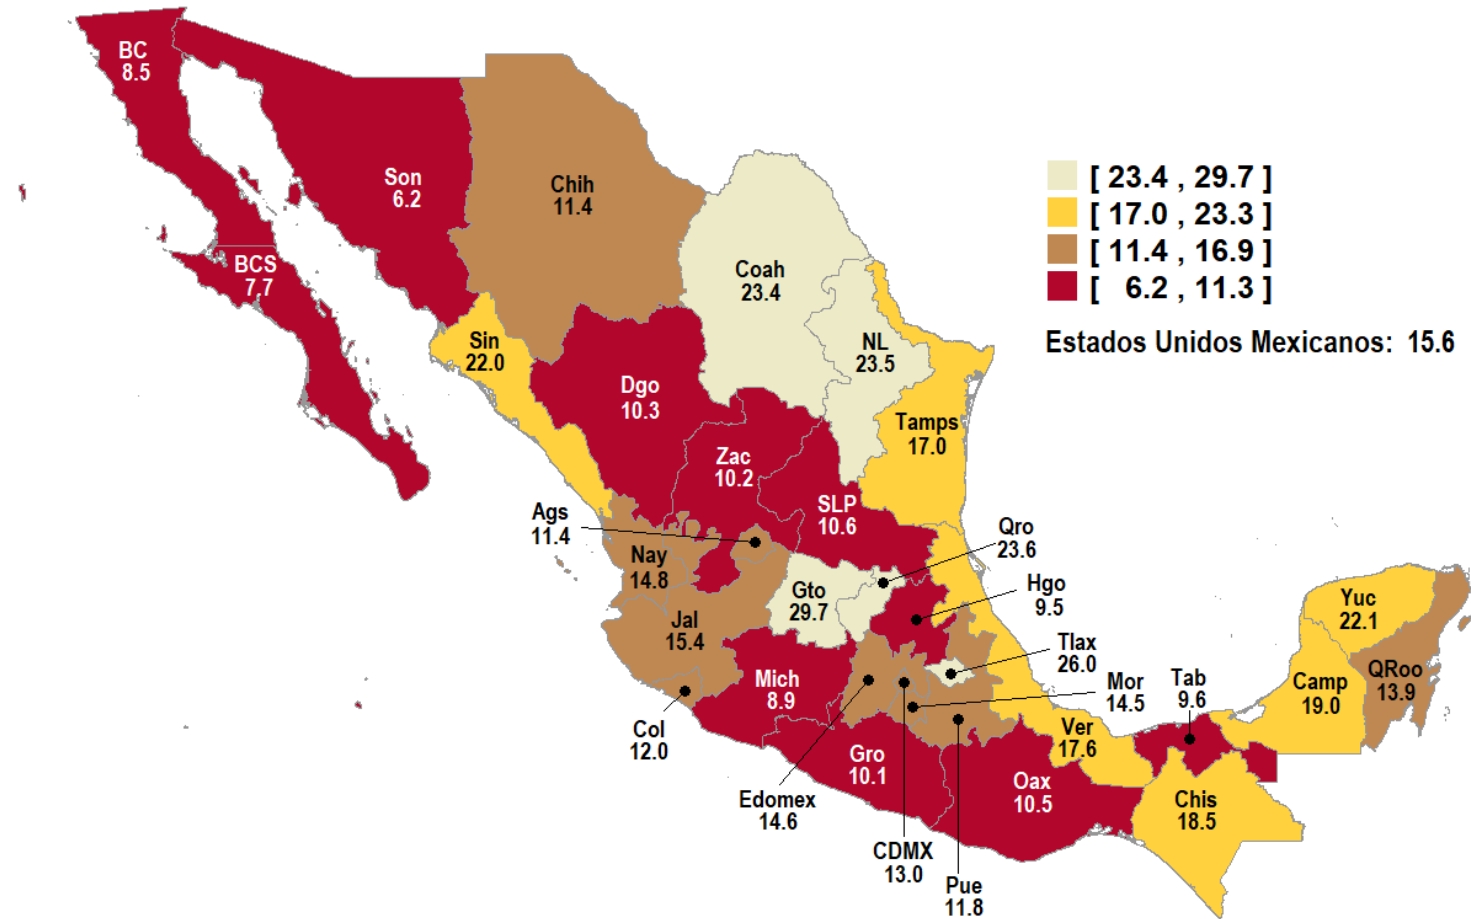 BC
8.5
Son
6.2
Chih
11.4
BCS
7.7
Coah
23.4
[ 23.4 , 29.7 ]
[ 17.0 , 23.3 ]
[ 11.4 , 16.9 ]
[ 6.2 , 11.3 ]
Estados Unidos Mexicanos: 15.6
Sin
22.0
NL
23.5
Dgo
10.3
Tamps
17.0
Zac
10.2
SLP
10.6
Ags
11.4
Qro
23.6
Nay
14.8
Gto
29.7
Hgo
9.5
Yuc
22.1
Jal
15.4
Tlax
26.0
QRoo
13.9
Mich
8.9
Mor
14.5
Tab
9.6
Camp
19.0
Col
12.0
Ver
17.6
Gro
10.1
Oax
10.5
Edomex
14.6
Chis
18.5
CDMX
13.0
Pue
11.8